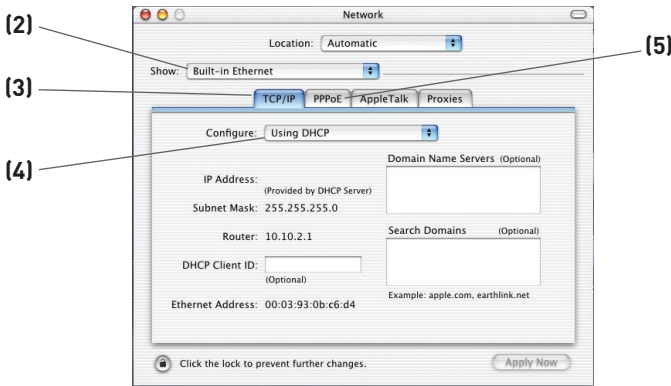 Network
(2)
Location: Automatic
(5)
Show: Built-in Ethernet
(3)
TCP/IP PPPoE AppleTalk Proxies
Configure: Using DHCP
(4)
Domain Name Servers (Optional)
IP Address:
(Provided by DHCP Server)
Subnet Mask: 255.255.255.0
Router: 10.10.2.1
Search Domains (Optional)
DHCP Client ID:
(Optional)
Example: apple.com, earthlink.net
Ethernet Address: 00:03:93:0b:c6:d4
Click the lock to prevent further changes.
Apply Now